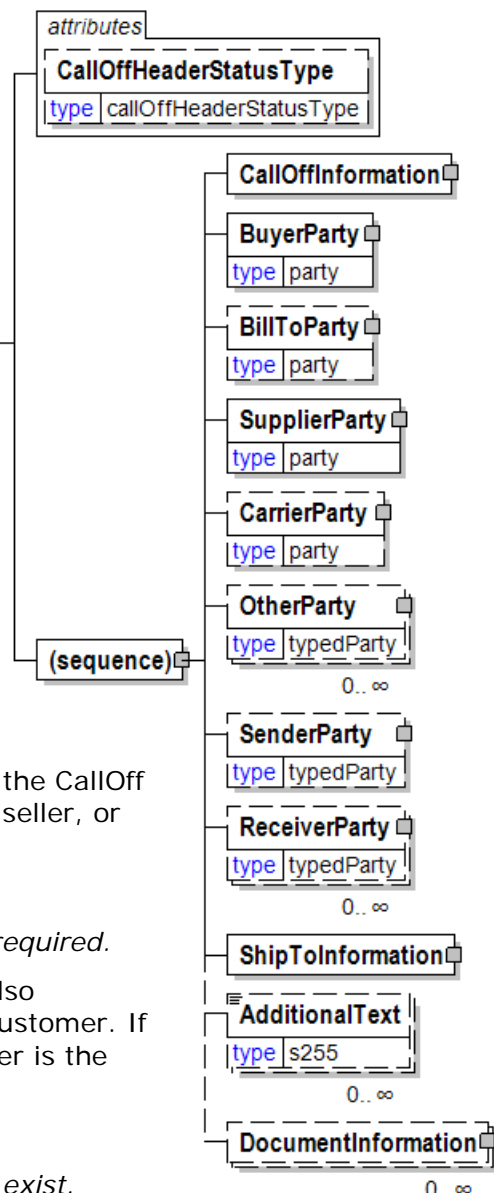 attributes
CallOffHeaderStatusType
type callOffHeaderStatusType
CallOffInformation
BuyerParty
type party
BillToParty
type party
SupplierParty
type party
CarrierParty
type party
OtherParty
type typedParty
(sequence)
0.. ∞
SenderParty
type typedParty
the CallOff
seller, or
ReceiverParty
type typedParty
0.. ∞
required.
ShipToInformation
lso
ustomer. If
AdditionalText
er is the
type s255
0.. ∞
DocumentInformation
exist.
0.. ∞